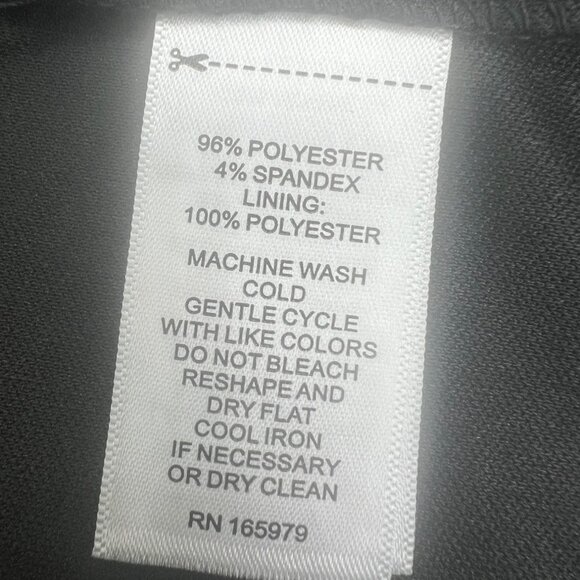 96% POLYESTER
4% SPANDEX
LINING:
100% POLYESTER
MACHINE WASH
COLD
GENTLE CYCLE
WITH LIKE COLORS
DO NOT BLEACH
RESHAPE AND
DRY FLAT
COOL IRON
IF NECESSARY
OR DRY CLEAN
RN 165979